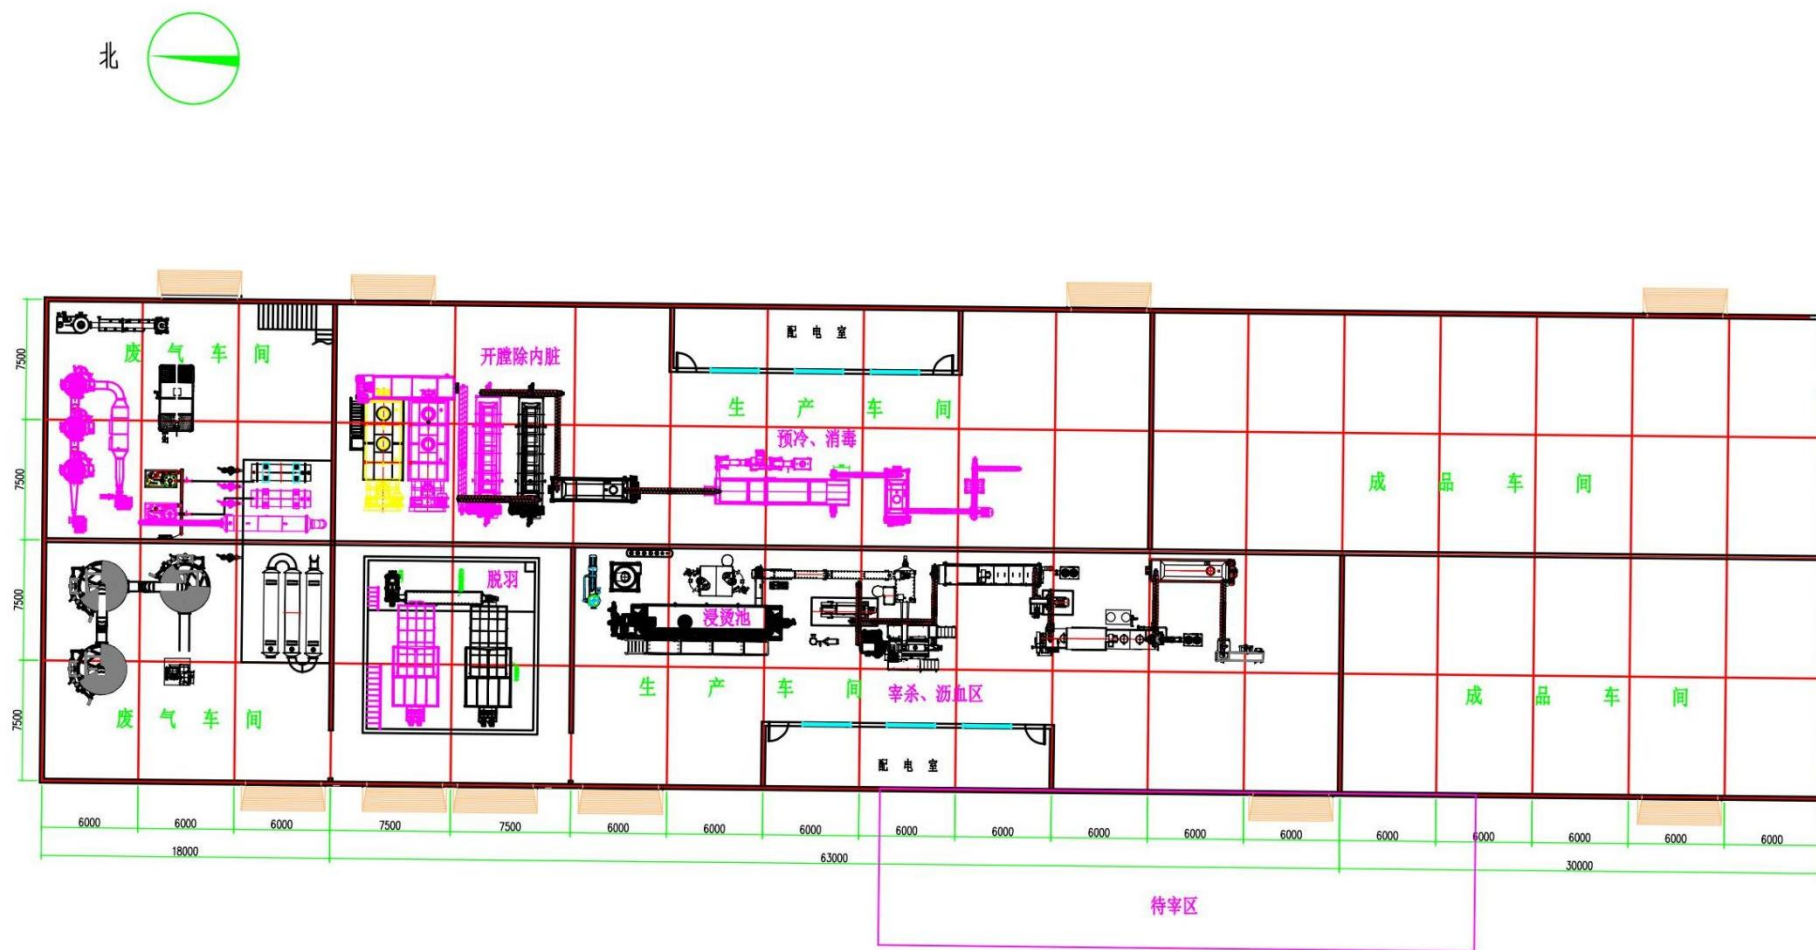 北
废 气 车 间
开膛除内脏
配 电 室
生 产 车 间
预冷、消毒
成 品 车 间
7500
7500
7500
7500
脱羽
浸烫池
生 产 车 间
宰杀、沥血区
成 品 车 间
废 气 车 间
配 电 室
6000 6000 6000 7500 7500 6000 6000 6000 6000 6000 6000 6000 6000 6000 6000 6000 6000 6000
18000 63000 30000
待宰区